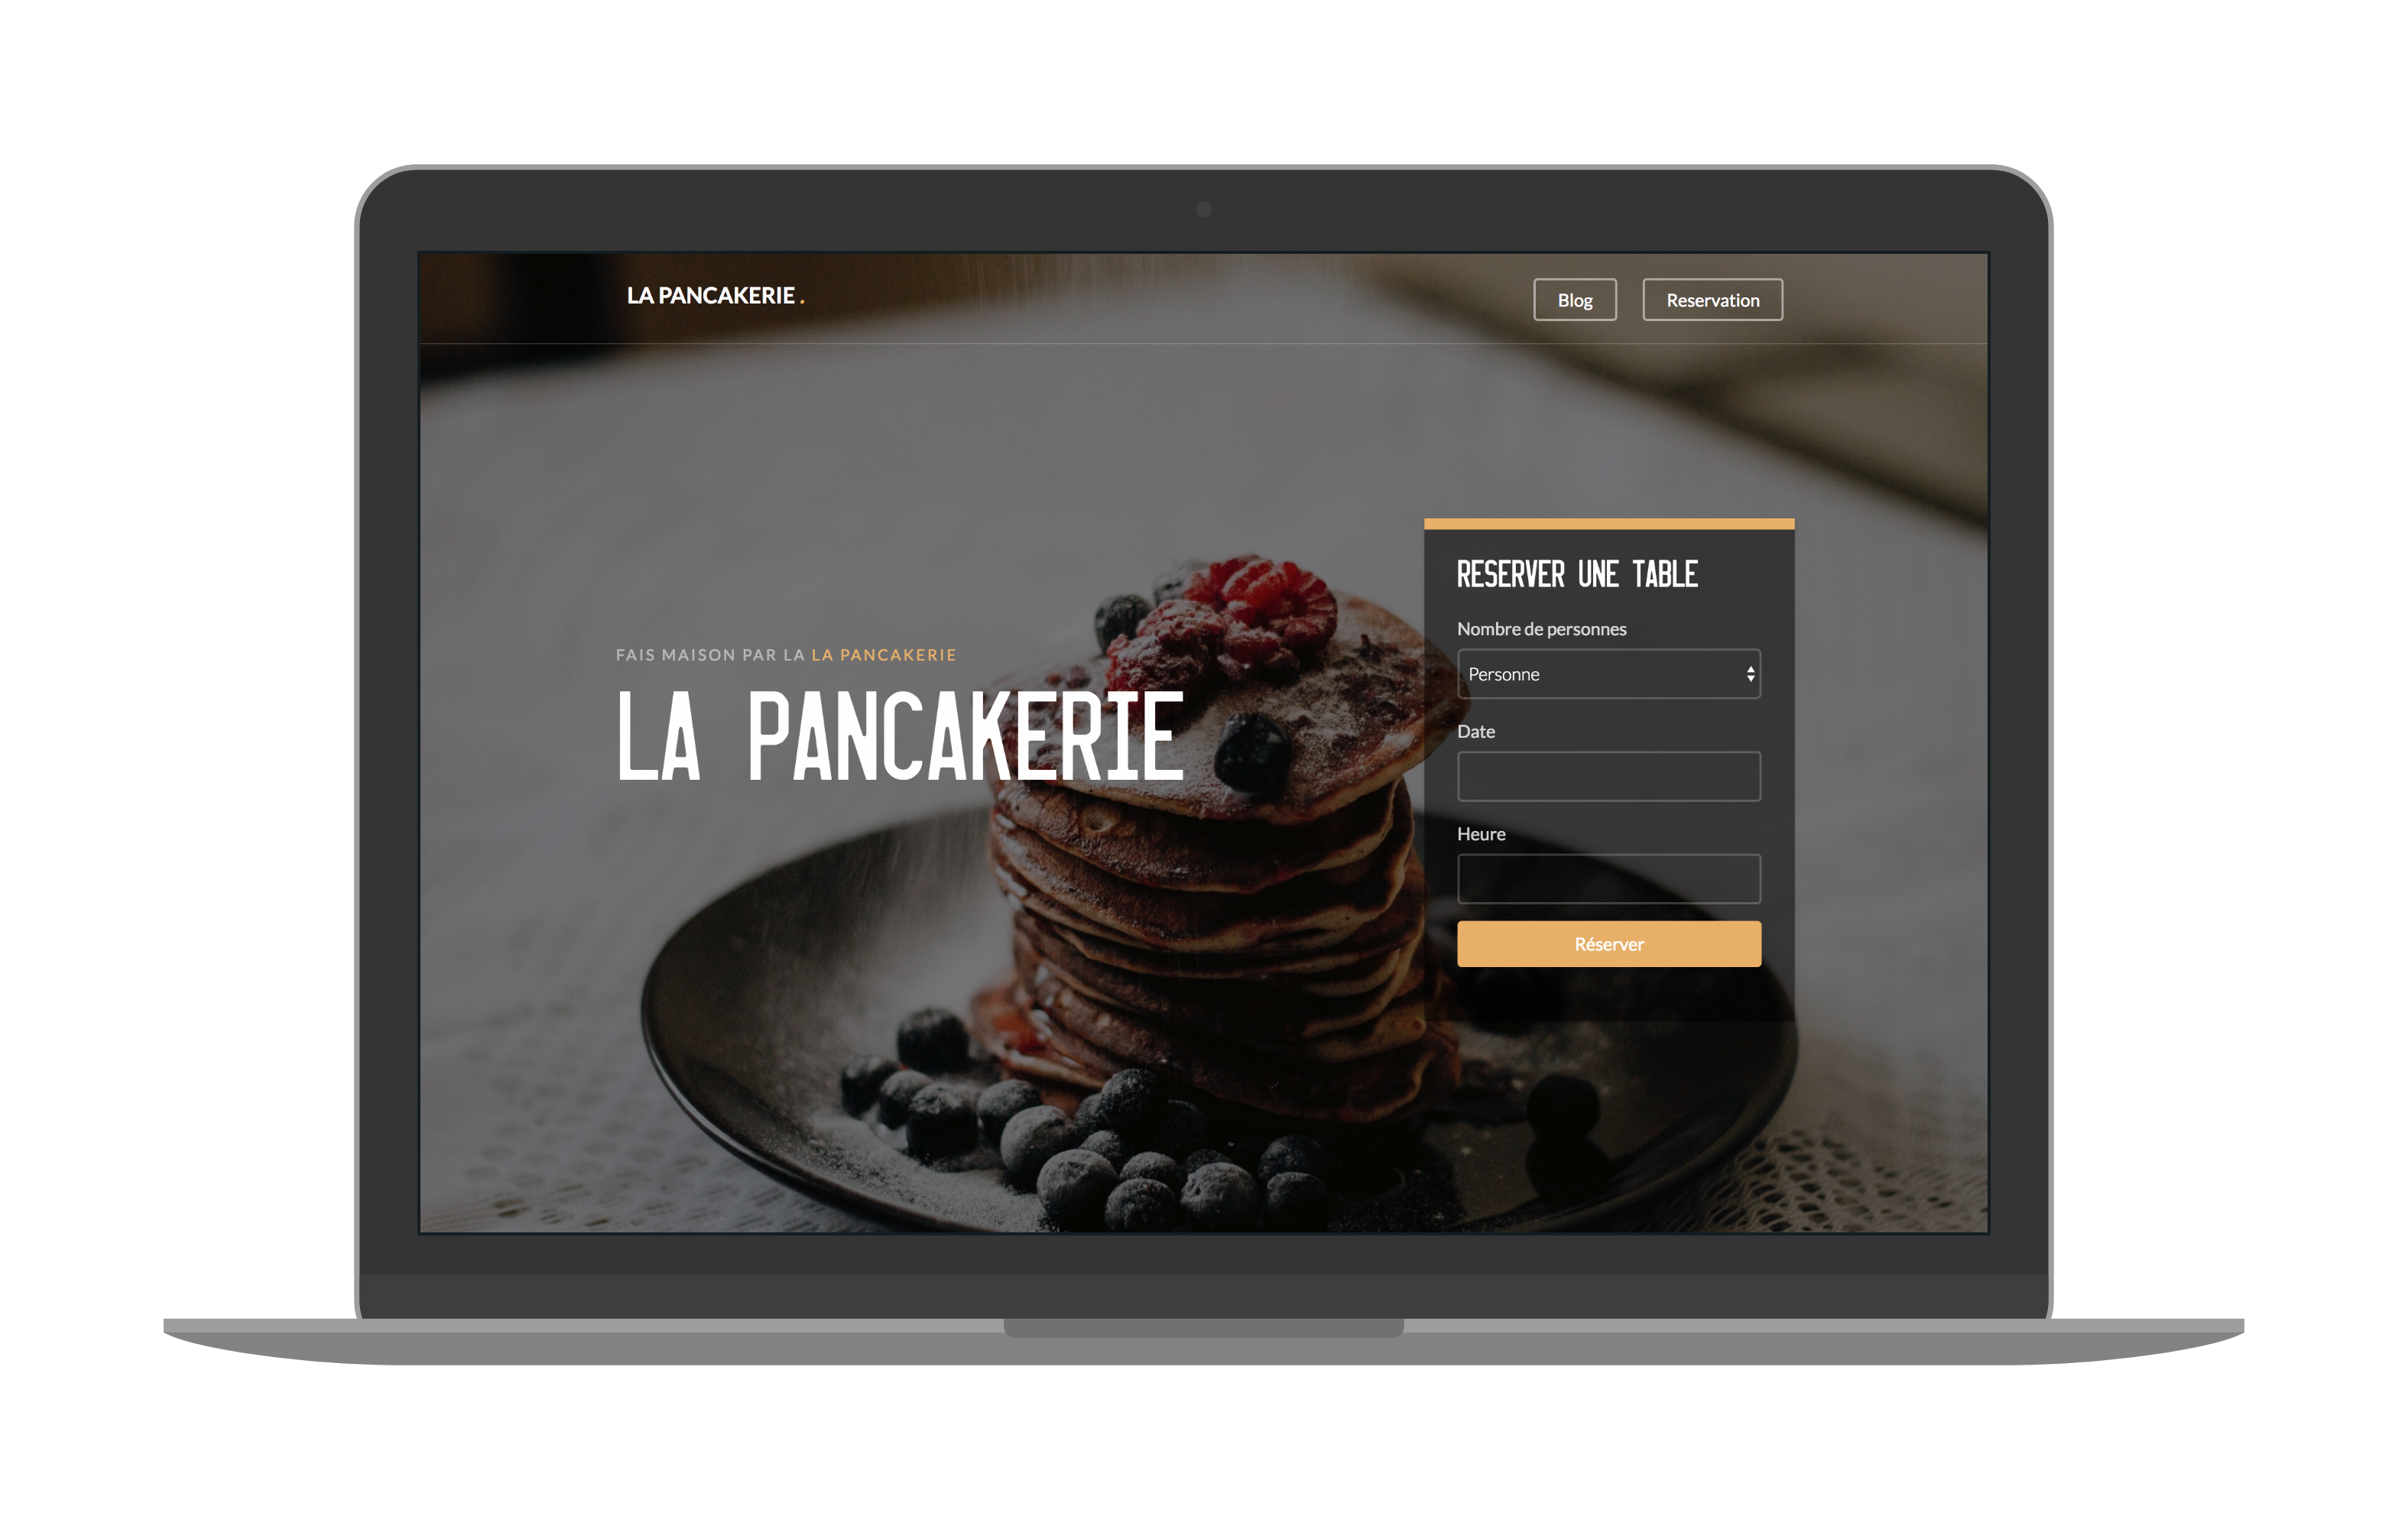 LA PANCAKERIE .
Blog
Reservation
FAIS MAISON PAR LA LA PANCAKERIE
LA PANCAKERIE
RESERVER UNE TABLE
Nombre de personnes
Personne
Date
Heure
Réserver